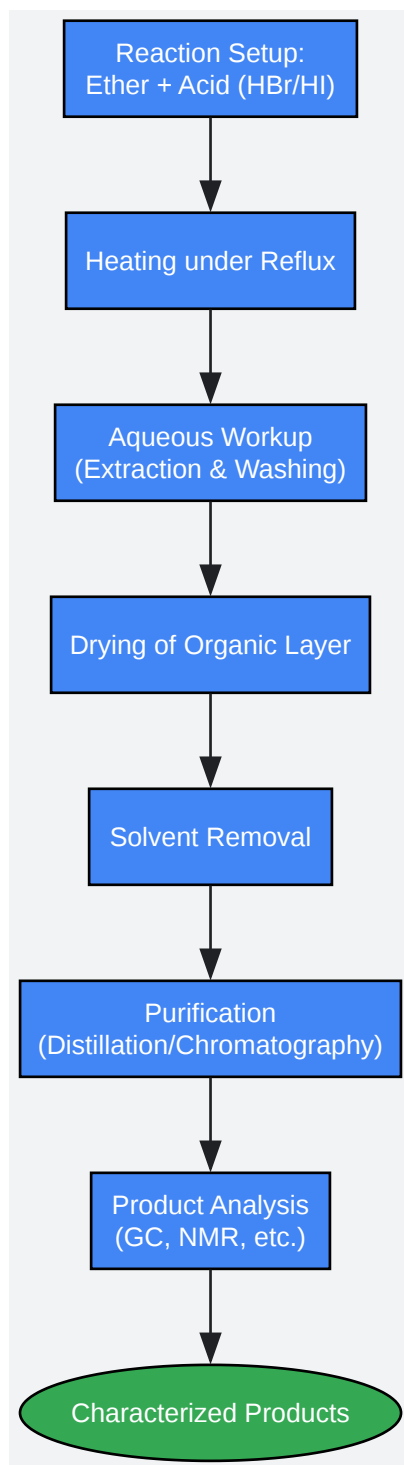 Reaction Setup:
Ether + Acid (HBr/HI)
Heating under Reflux
Aqueous Workup
(Extraction & Washing)
Drying of Organic Layer
Solvent Removal
Purification
(Distillation/Chromatography)
Product Analysis
(GC, NMR, etc.)
Characterized Products